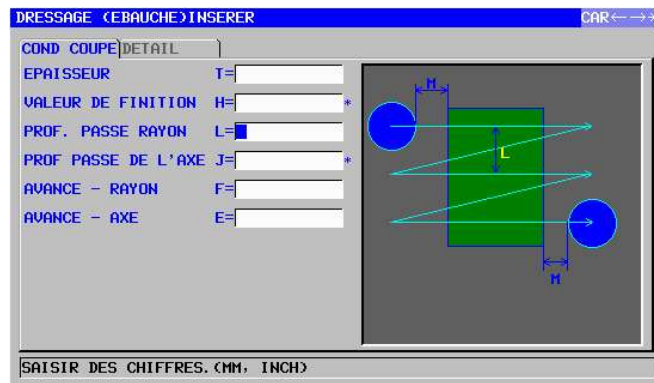 DRESSAGE (EBAUCHE)INSERER CAR←→
COND COUPE DETAIL
EPAISSEUR T=
VALEUR DE FINITION H= *
PROF. PASSE RAYON L=
PROF PASSE DE L'AXE J= *
AVANCE - RAYON F=
AVANCE - AXE E=
M
L
M
SAISIR DES CHIFFRES.(MM, INCH)